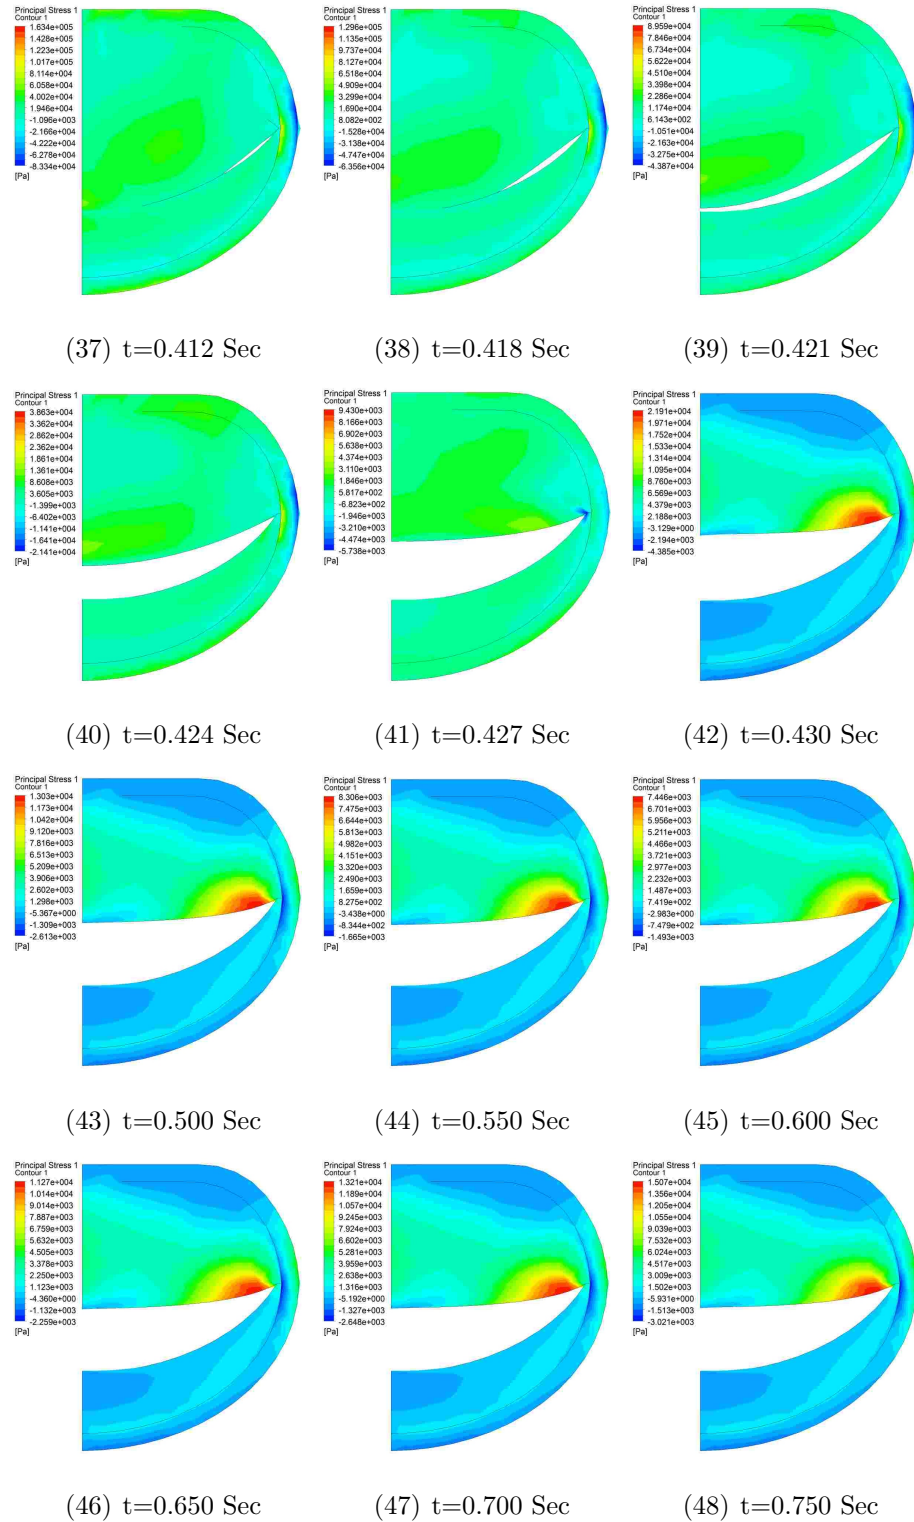 Principal Stress 1
Contour 1
1.634e+005
1.428e+005
1.223e+005
1.017e+005
8.114e+004
6.058e+004
4.002e+004
1.946e+004
-1.096e+003
-2.166e+004
-4.222e+004
-6.278e+004
-8.334e+004
[Pa]
(37) t=0.412 Sec
Principal Stress 1
Contour 1
1.296e+005
1.135e+005
9.737e+004
8.127e+004
6.518e+004
4.909e+004
3.299e+004
1.690e+004
8.082e+002
-1.528e+004
-3.138e+004
-4.747e+004
-6.356e+004
[Pa]
(38) t=0.418 Sec
Principal Stress 1
Contour 1
8.959e+004
7.846e+004
6.734e+004
5.622e+004
4.510e+004
3.398e+004
2.286e+004
1.174e+004
6.143e+002
-1.051e+004
-2.163e+004
-3.275e+004
-4.387e+004
[Pa]
(39) t=0.421 Sec
Principal Stress 1
Contour 1
3.863e+004
3.362e+004
2.862e+004
2.362e+004
1.861e+004
1.361e+004
8.608e+003
3.605e+003
-1.399e+003
-6.402e+003
-1.141e+004
-1.641e+004
-2.141e+004
[Pa]
(40) t=0.424 Sec
Principal Stress 1
Contour 1
9.430e+003
8.166e+003
6.902e+003
5.638e+003
4.374e+003
3.110e+003
1.846e+003
5.817e+002
-6.823e+002
-1.946e+003
-3.210e+003
-4.474e+003
-5.738e+003
[Pa]
(41) t=0.427 Sec
Principal Stress 1
Contour 1
2.191e+004
1.971e+004
1.752e+004
1.533e+004
1.314e+004
1.095e+004
8.760e+003
6.569e+003
4.379e+003
2.188e+003
-3.129e+000
-2.194e+003
-4.385e+003
[Pa]
(42) t=0.430 Sec
Principal Stress 1
Contour 1
1.303e+004
1.173e+004
1.042e+004
9.120e+003
7.816e+003
6.513e+003
5.209e+003
3.906e+003
2.602e+003
1.298e+003
-5.367e+000
-1.309e+003
-2.613e+003
[Pa]
(43) t=0.500 Sec
Principal Stress 1
Contour 1
8.306e+003
7.475e+003
6.644e+003
5.813e+003
4.982e+003
4.151e+003
3.320e+003
2.490e+003
1.659e+003
8.275e+002
-3.438e+000
-8.344e+002
-1.665e+003
[Pa]
(44) t=0.550 Sec
Principal Stress 1
Contour 1
7.446e+003
6.701e+003
5.956e+003
5.211e+003
4.466e+003
3.721e+003
2.977e+003
2.232e+003
1.487e+003
7.419e+002
-2.983e+000
-7.479e+002
-1.493e+003
[Pa]
(45) t=0.600 Sec
Principal Stress 1
Contour 1
1.127e+004
1.014e+004
9.014e+003
7.887e+003
6.759e+003
5.632e+003
4.505e+003
3.378e+003
2.250e+003
1.123e+003
-4.360e+000
-1.132e+003
-2.259e+003
[Pa]
(46) t=0.650 Sec
Principal Stress 1
Contour 1
1.321e+004
1.189e+004
1.057e+004
9.245e+003
7.924e+003
6.602e+003
5.281e+003
3.959e+003
2.638e+003
1.316e+003
-5.192e+000
-1.327e+003
-2.648e+003
[Pa]
(47) t=0.700 Sec
Principal Stress 1
Contour 1
1.507e+004
1.356e+004
1.205e+004
1.055e+004
9.039e+003
7.532e+003
6.024e+003
4.517e+003
3.009e+003
1.502e+003
-5.931e+000
-1.513e+003
-3.021e+003
[Pa]
(48) t=0.750 Sec